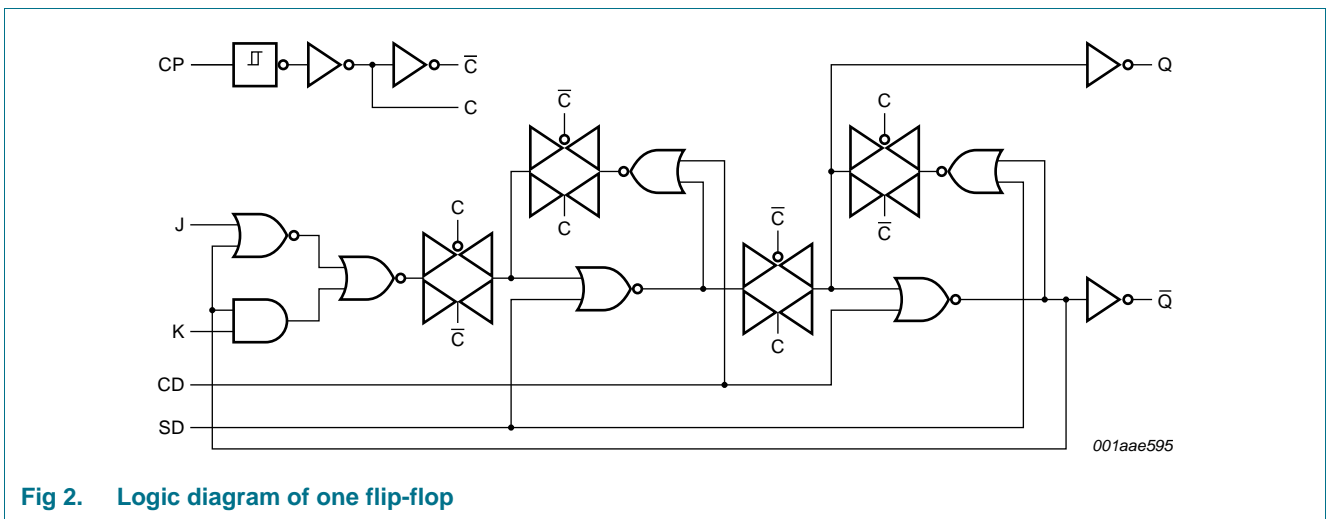 CP
C̅
C
Q
C̅
C
C
C̅
J
C
C̅
C̅
C
Q̅
K
CD
SD
001aae595
Fig 2. Logic diagram of one flip-flop